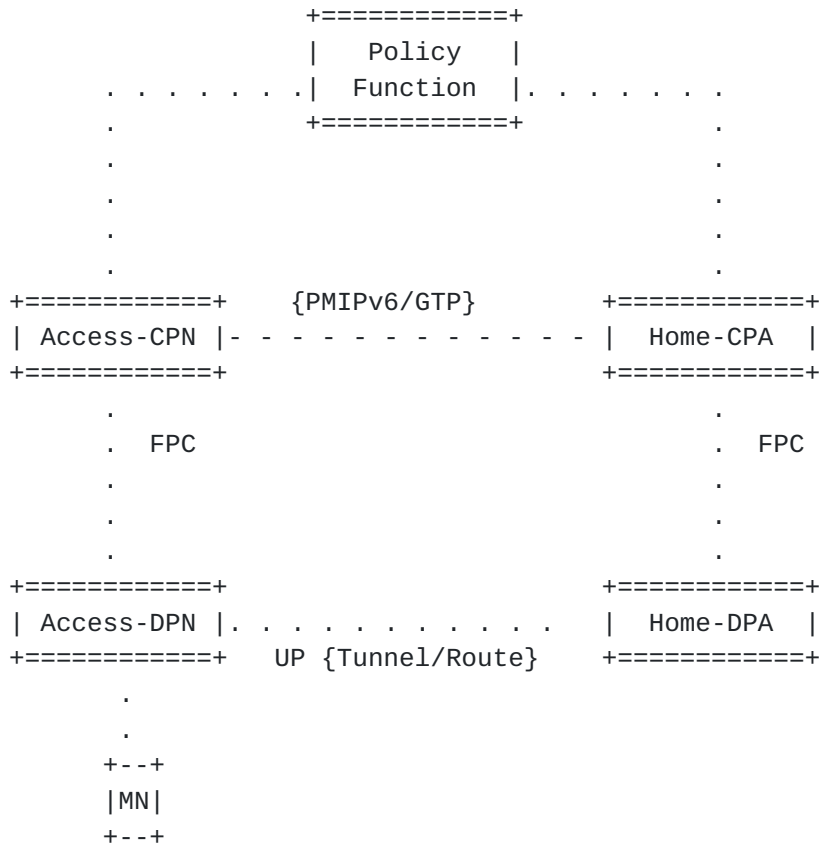 Policy
Function
{PMIPv6/GTP}
Access-CPN Home-CPA
FPC FPC
Access-DPN Home-DPA
UP {Tunnel/Route}
MN